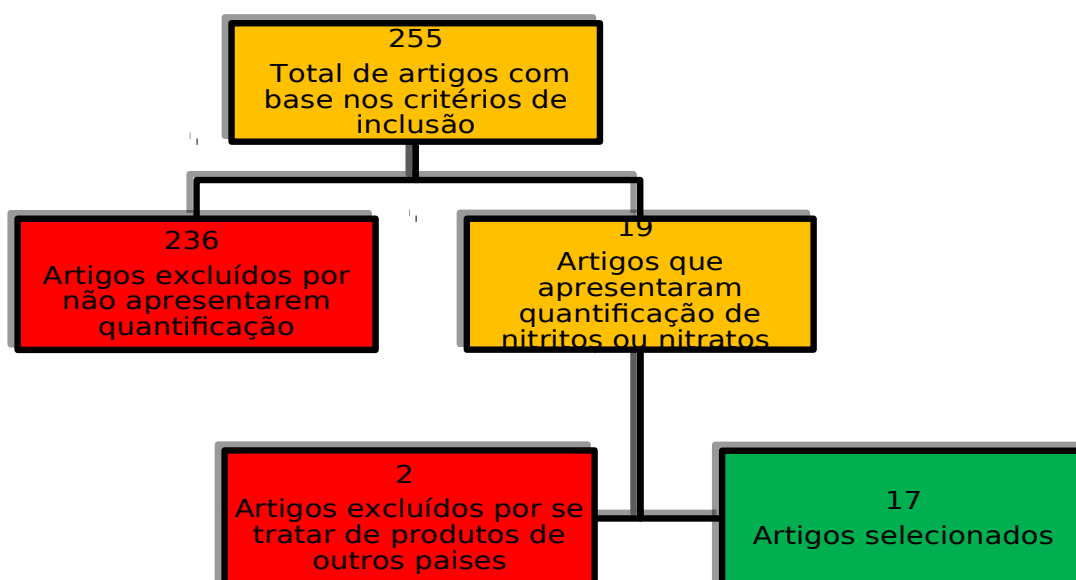 255
Total de artigos com
base nos critérios de
inclusão
236
Artigos excluídos por
não apresentarem
quantificação
19
Artigos que
apresentaram
quantificação de
nitritos ou nitratos
2
Artigos excluídos por se
tratar de produtos de
outros paises
17
Artigos selecionados